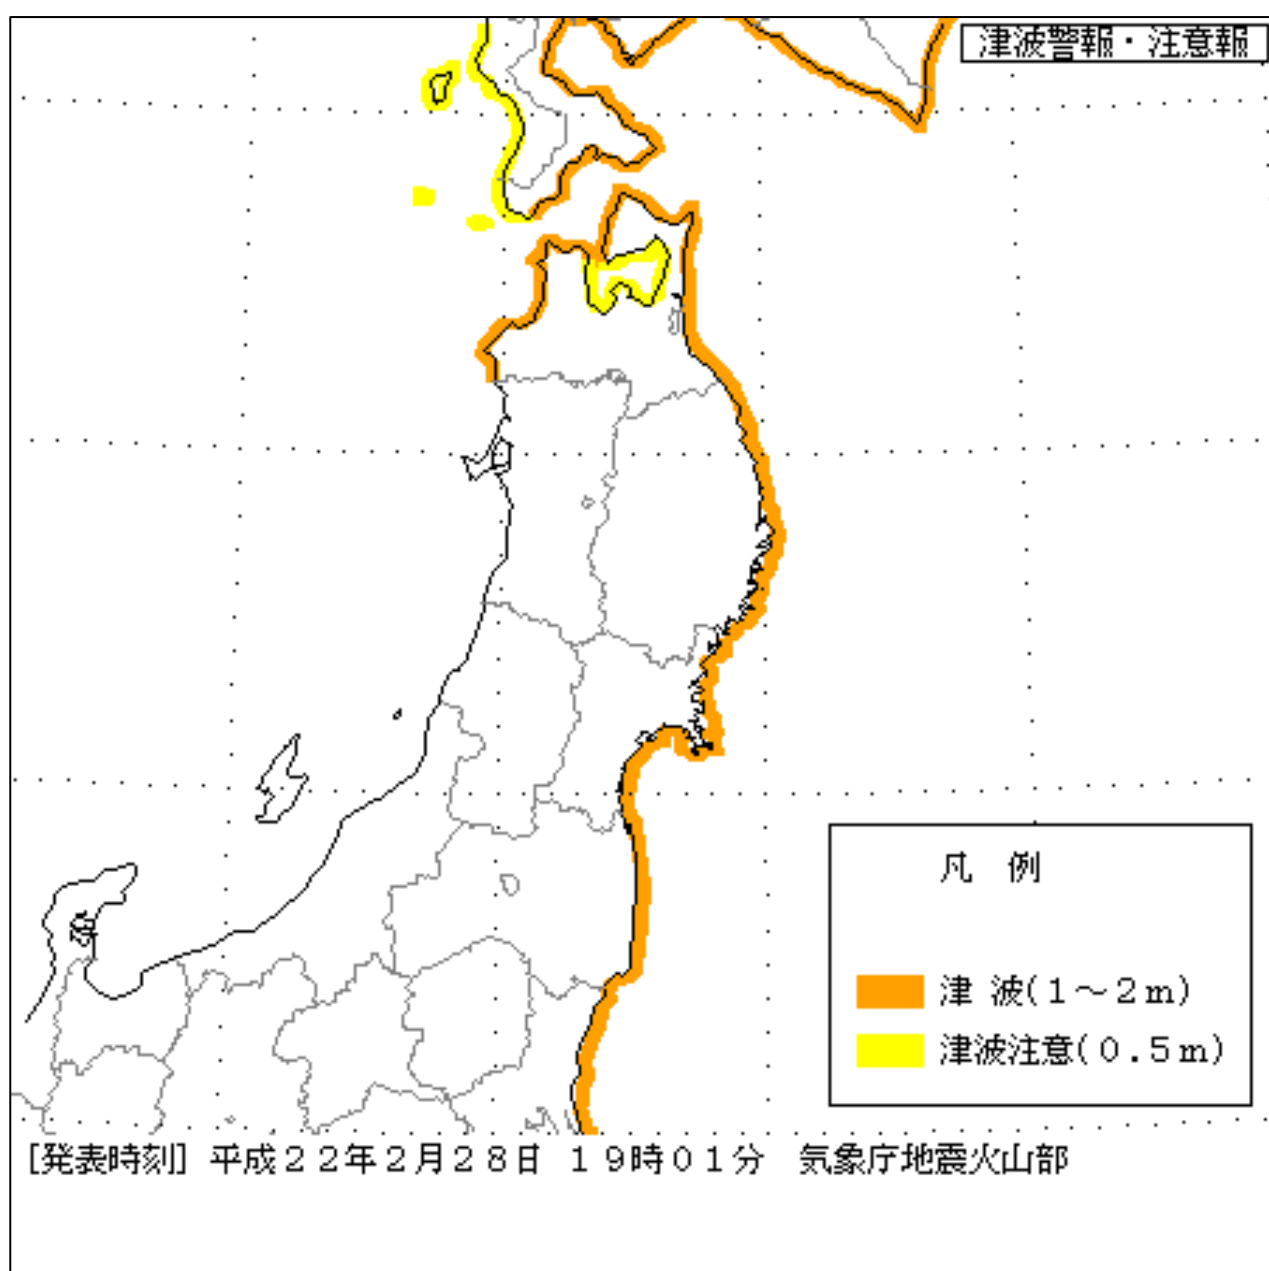 津波警報・注意報
凡 例
津 波(１～２ｍ)
津波注意(０.５ｍ)
[発表時刻] 平成２２年２月２８日 １９時０１分 気象庁地震火山部